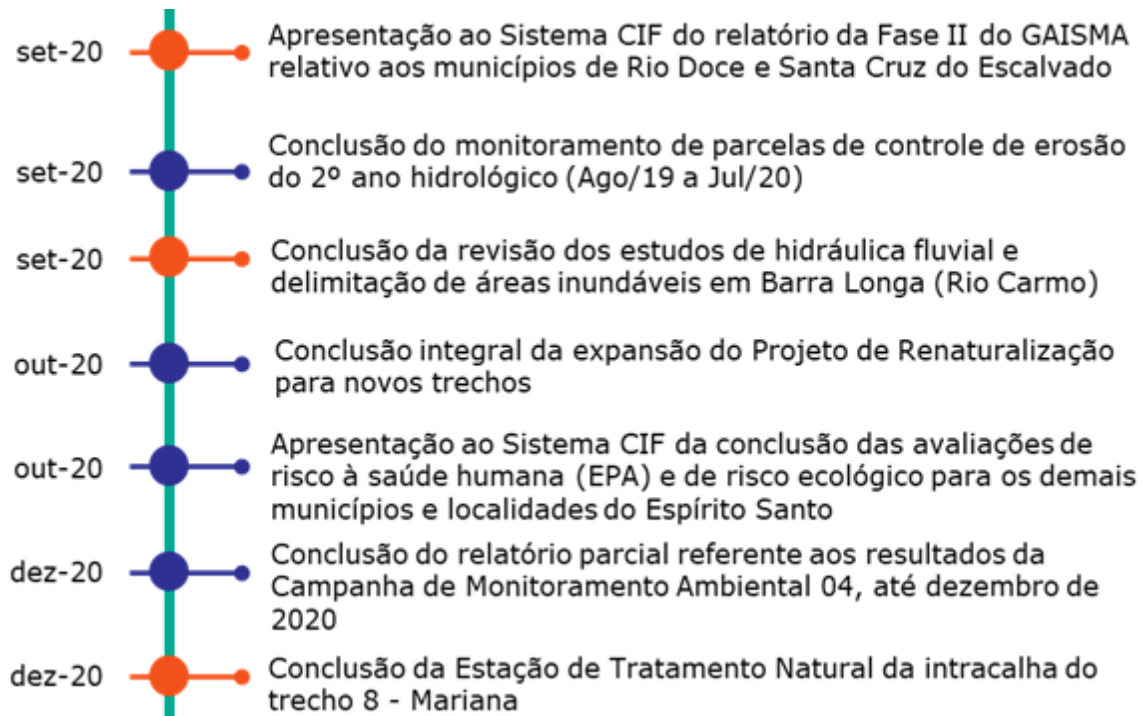 set-20
Apresentação ao Sistema CIF do relatório da Fase II do GAISMA
relativo aos municípios de Rio Doce e Santa Cruz do Escalvado
set-20
Conclusão do monitoramento de parcelas de controle de erosão
do 2º ano hidrológico (Ago/19 a Jul/20)
set-20
Conclusão da revisão dos estudos de hidráulica fluvial e
delimitação de áreas inundáveis em Barra Longa (Rio Carmo)
out-20
Conclusão integral da expansão do Projeto de Renaturalização
para novos trechos
out-20
Apresentação ao Sistema CIF da conclusão das avaliações de
risco à saúde humana (EPA) e de risco ecológico para os demais
municípios e localidades do Espírito Santo
dez-20
Conclusão do relatório parcial referente aos resultados da
Campanha de Monitoramento Ambiental 04, até dezembro de
2020
dez-20
Conclusão da Estação de Tratamento Natural da intracalha do
trecho 8 - Mariana